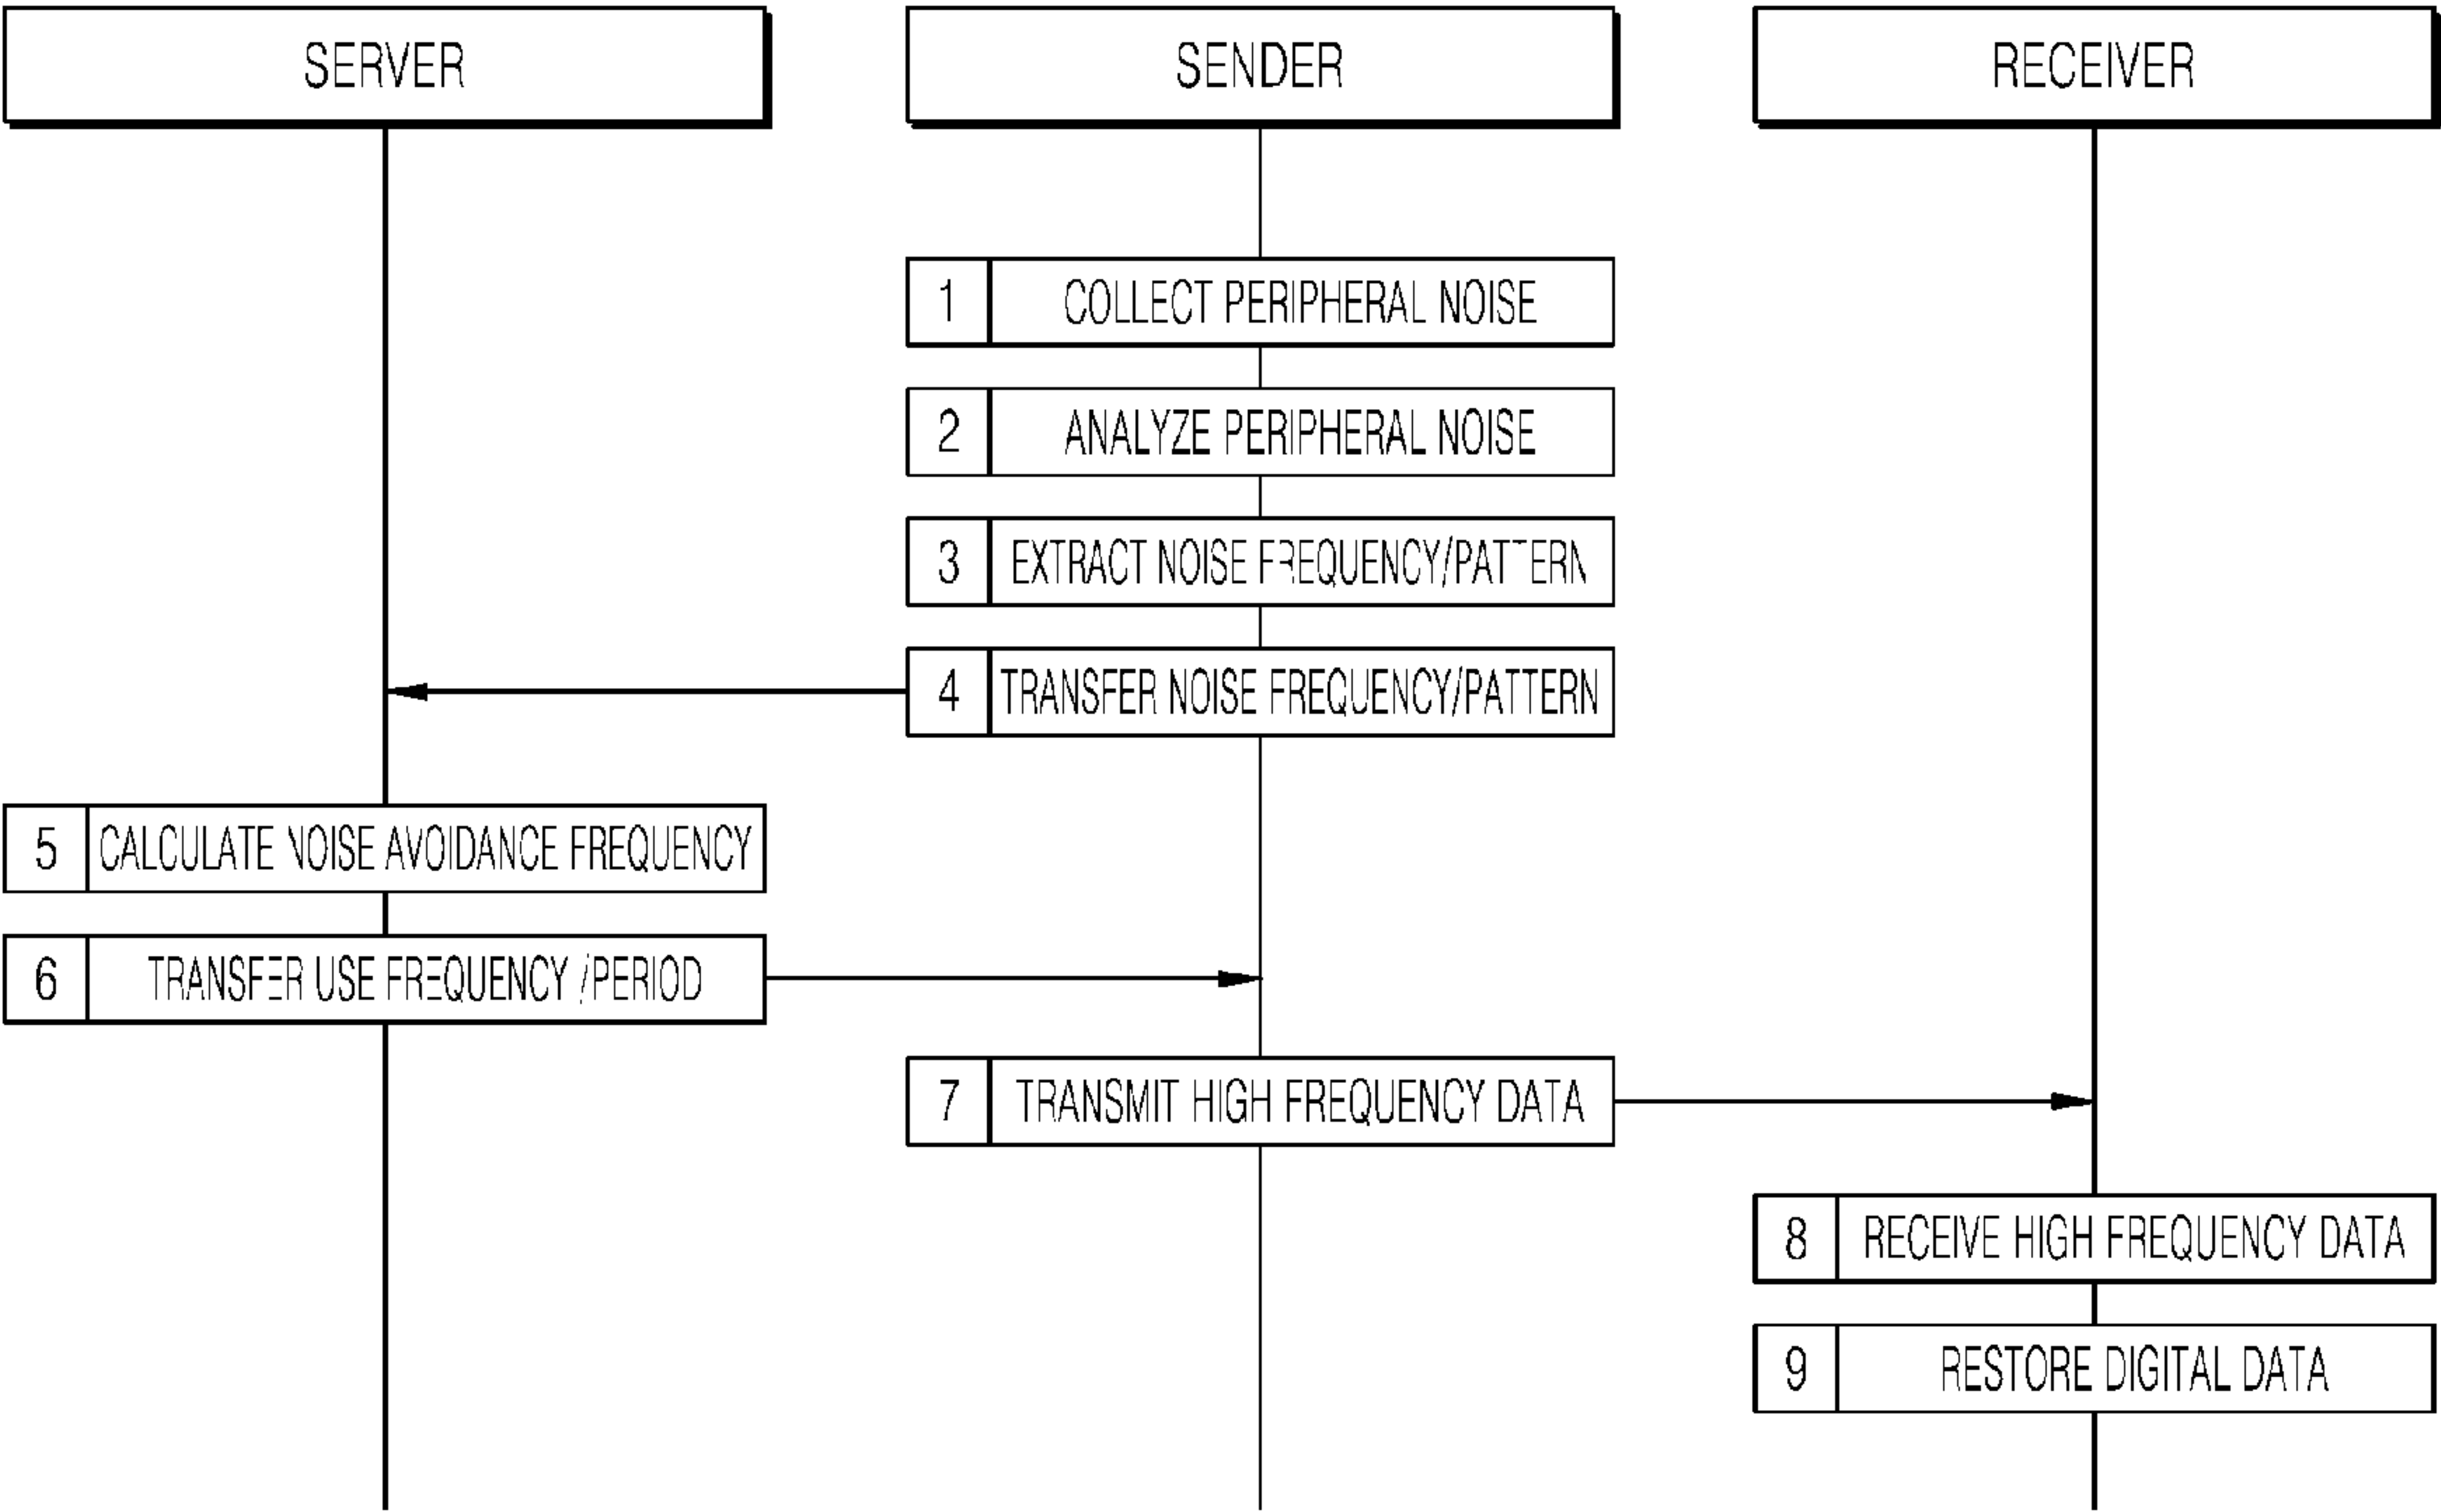 SERVER
SENDER
RECEIVER
1 COLLECT PERIPHERAL NOISE
2 ANALYZE PERIPHERAL NOISE
3 EXTRACT NOISE FREQUENCY/PATTERN
4 TRANSFER NOISE FREQUENCY/PATTERN
5 CALCULATE NOISE AVOIDANCE FREQUENCY
6 TRANSFER USE FREQUENCY /PERIOD
7 TRANSMIT HIGH FREQUENCY DATA
8 RECEIVE HIGH FREQUENCY DATA
9 RESTORE DIGITAL DATA